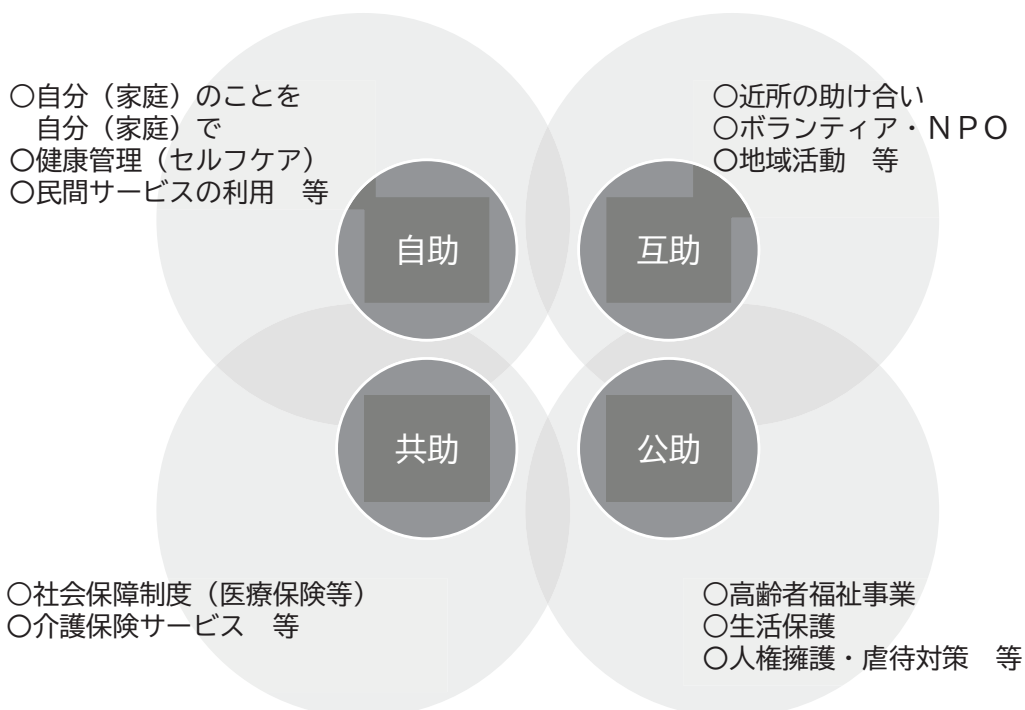 ○自分（家庭）のことを
自分（家庭）で
○健康管理（セルフケア）
○民間サービスの利用　等
○近所の助け合い
○ボランティア・ＮＰＯ
○地域活動　等
自助
互助
共助
公助
○社会保障制度（医療保険等）
○介護保険サービス　等
○高齢者福祉事業
○生活保護
○人権擁護・虐待対策　等